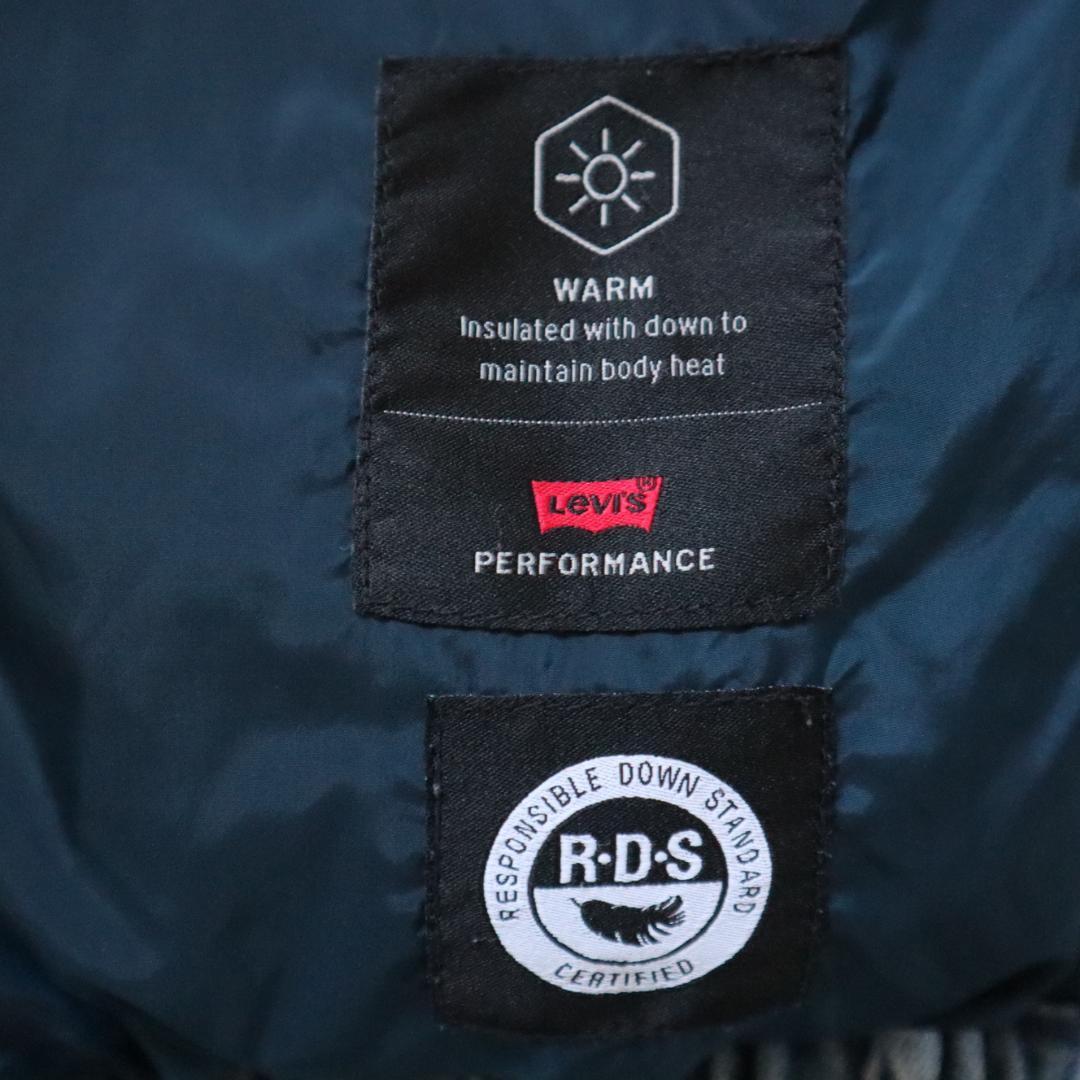 WARM
Insulated with down to
maintain body heat
Levi's®
PERFORMANCE
RESPONSIBLE DOWN STANDARD
R·D·S
CERTIFIED